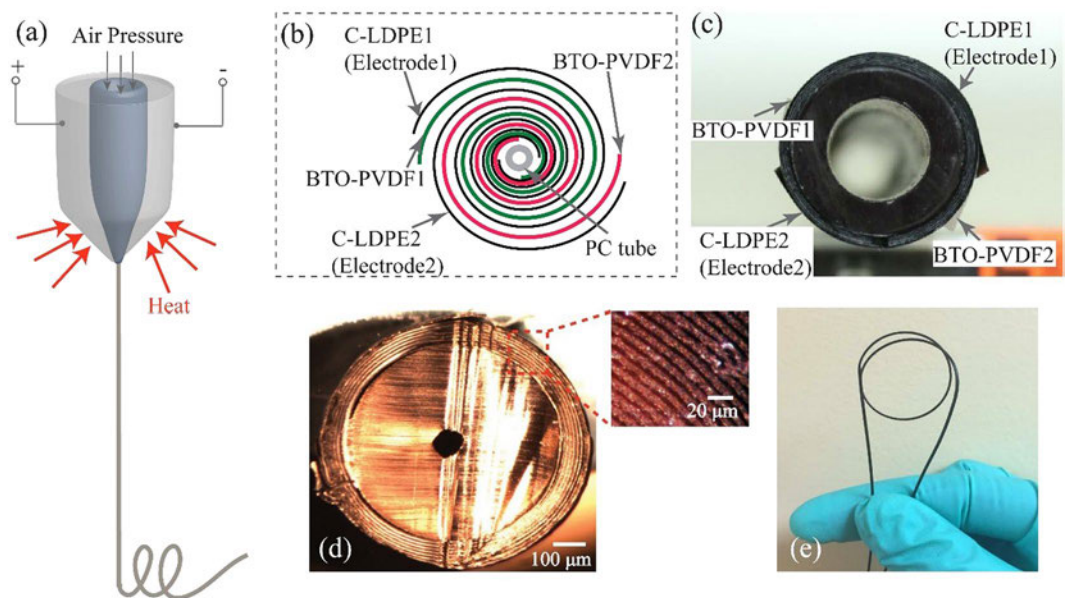 (a)
Air Pressure
+
-
Heat
(b)
C-LDPE1
(Electrode1)
BTO-PVDF2
BTO-PVDF1
C-LDPE2
(Electrode2)
PC tube
(c)
C-LDPE1
(Electrode1)
BTO-PVDF1
C-LDPE2
(Electrode2)
BTO-PVDF2
(d)
100 μm
20 μm
(e)